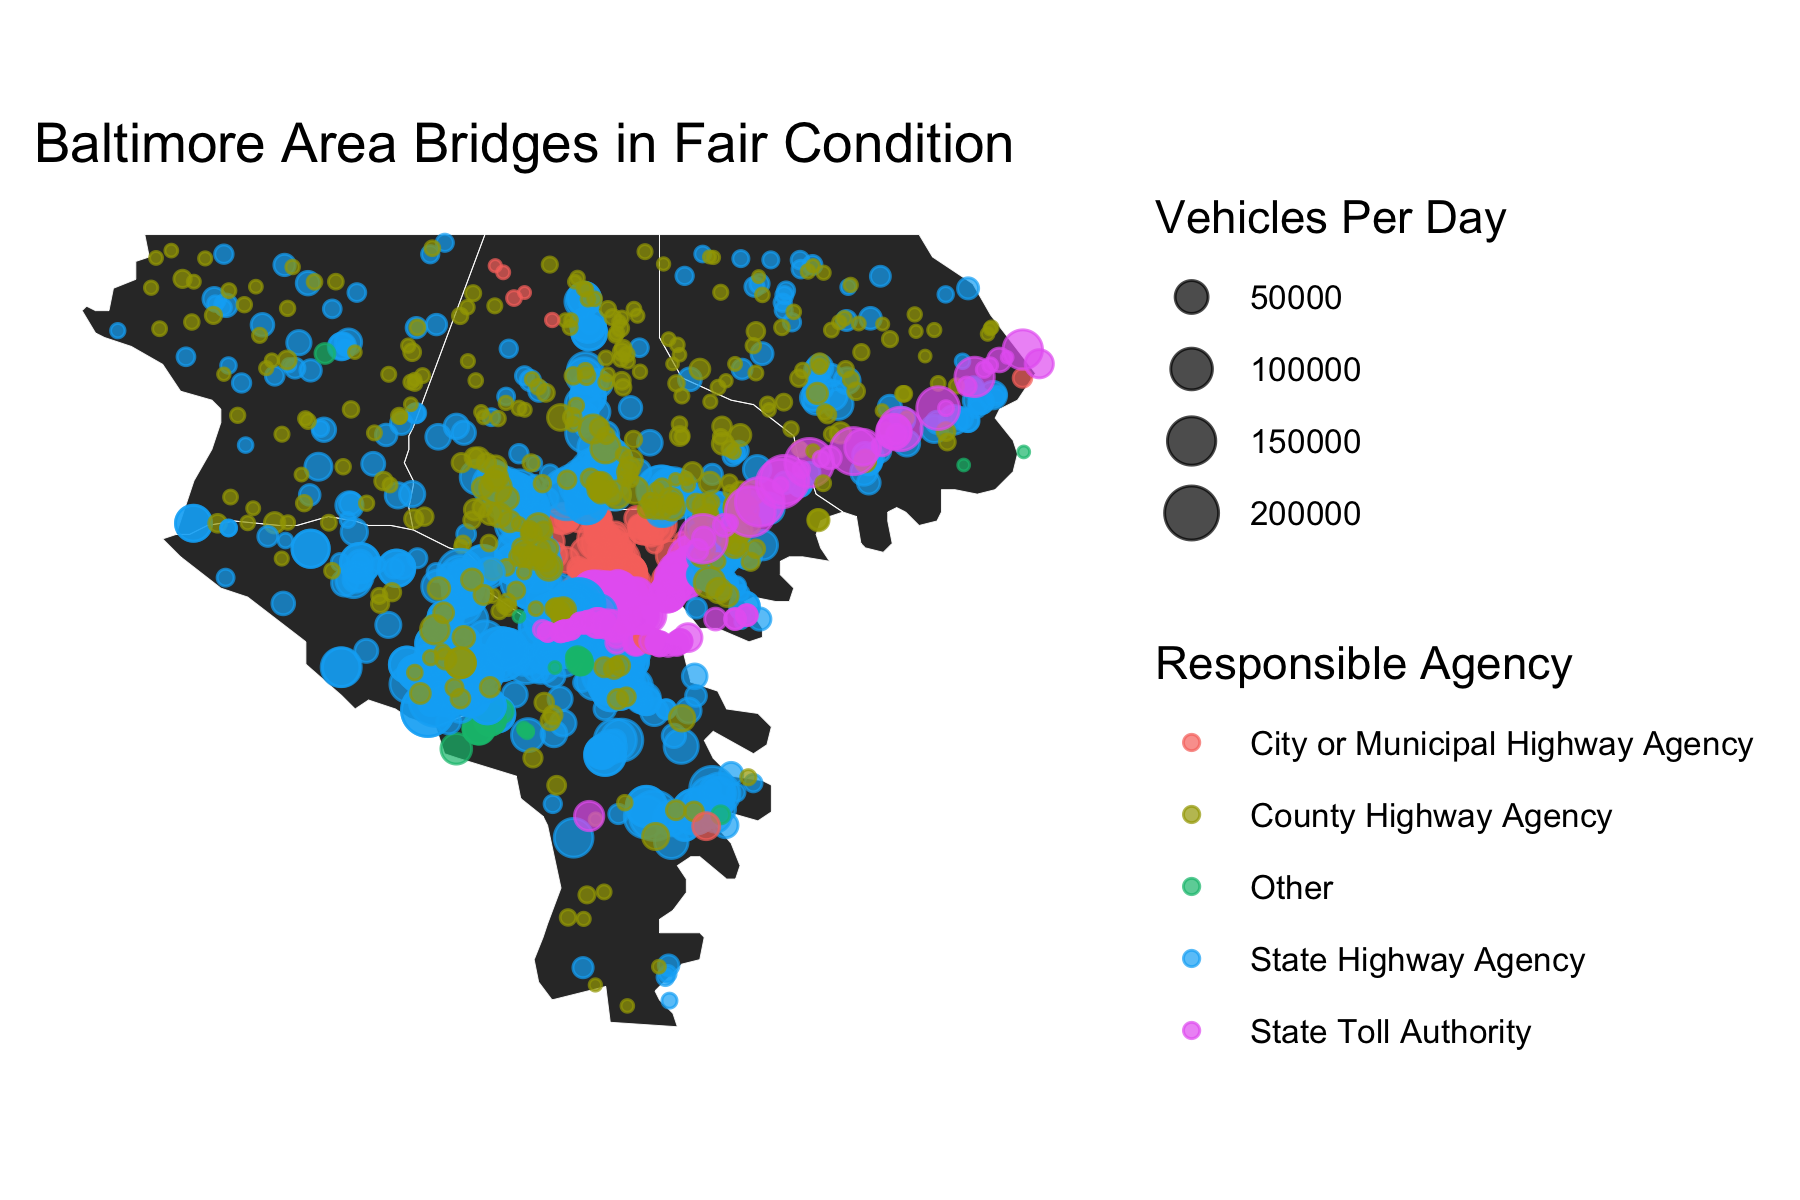 Baltimore Area Bridges in Fair Condition
Vehicles Per Day
50000
100000
150000
200000
Responsible Agency
City or Municipal Highway Agency
County Highway Agency
Other
State Highway Agency
State Toll Authority